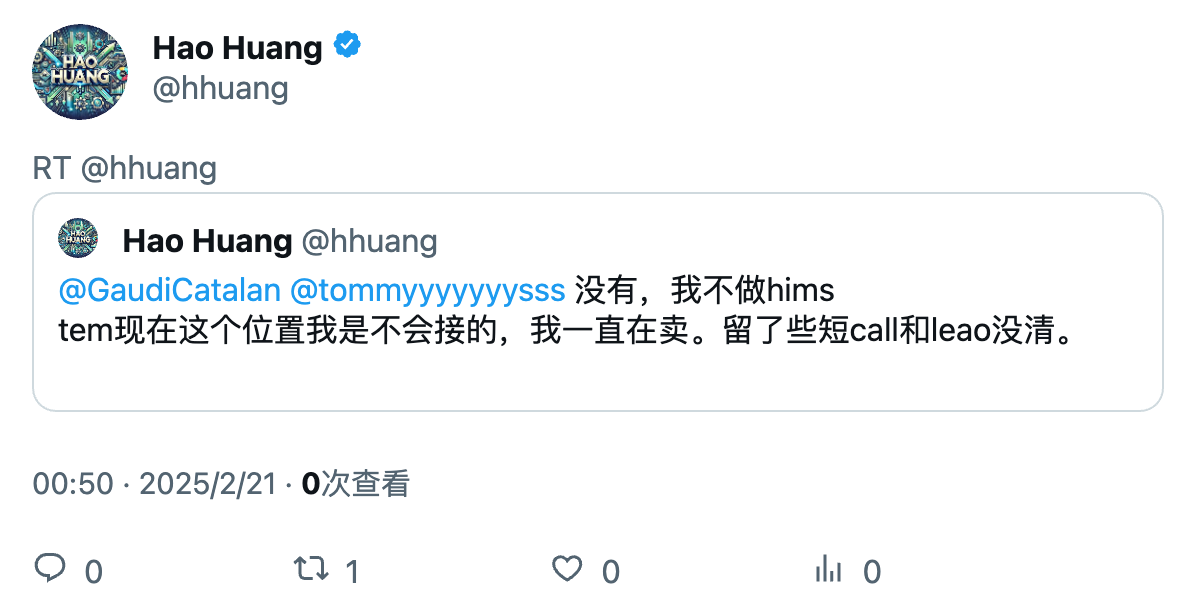 HAO
HUANG
Hao Huang
@hhuang
RT @hhuang
HAO
HUANG
Hao Huang @hhuang
@GaudiCatalan @tommyyyyyyysss 没有，我不做hims
tem现在这个位置我是不会接的，我一直在卖。留了些短call和leao没清。
00:50 · 2025/2/21 · 0次查看
0 1 0 0